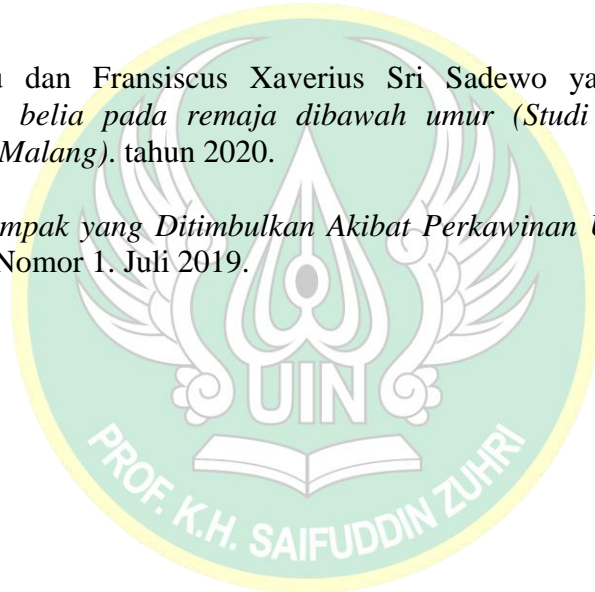 u dan Fransiscus Xaverius Sri Sadewo ya
belia pada remaja dibawah umur (Studi
Malang). tahun 2020.
mpak yang Ditimbulkan Akibat Perkawinan U
Nomor 1. Juli 2019.
UIN
PROF. K.H. SAIFUDDIN ZUHRI